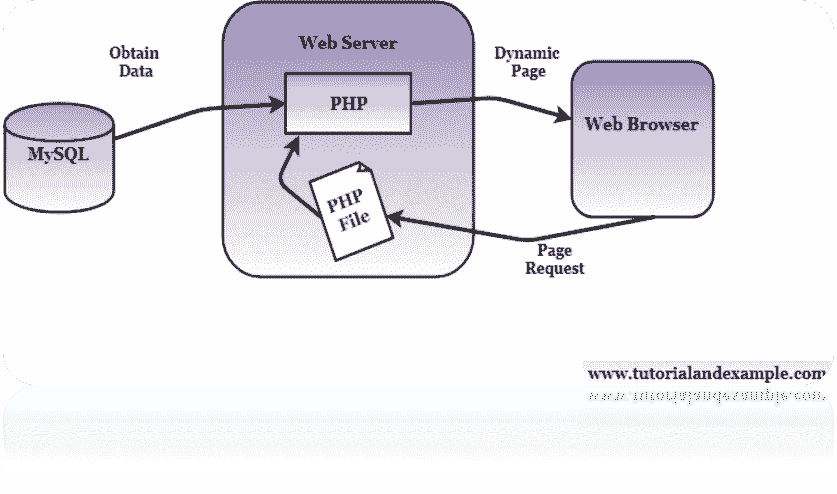 Web Server
Obtain
Data
Dynamic
Page
PHP
Web Browser
MySQL
PHP
File
Page
Request
www.tutorialandexample.com